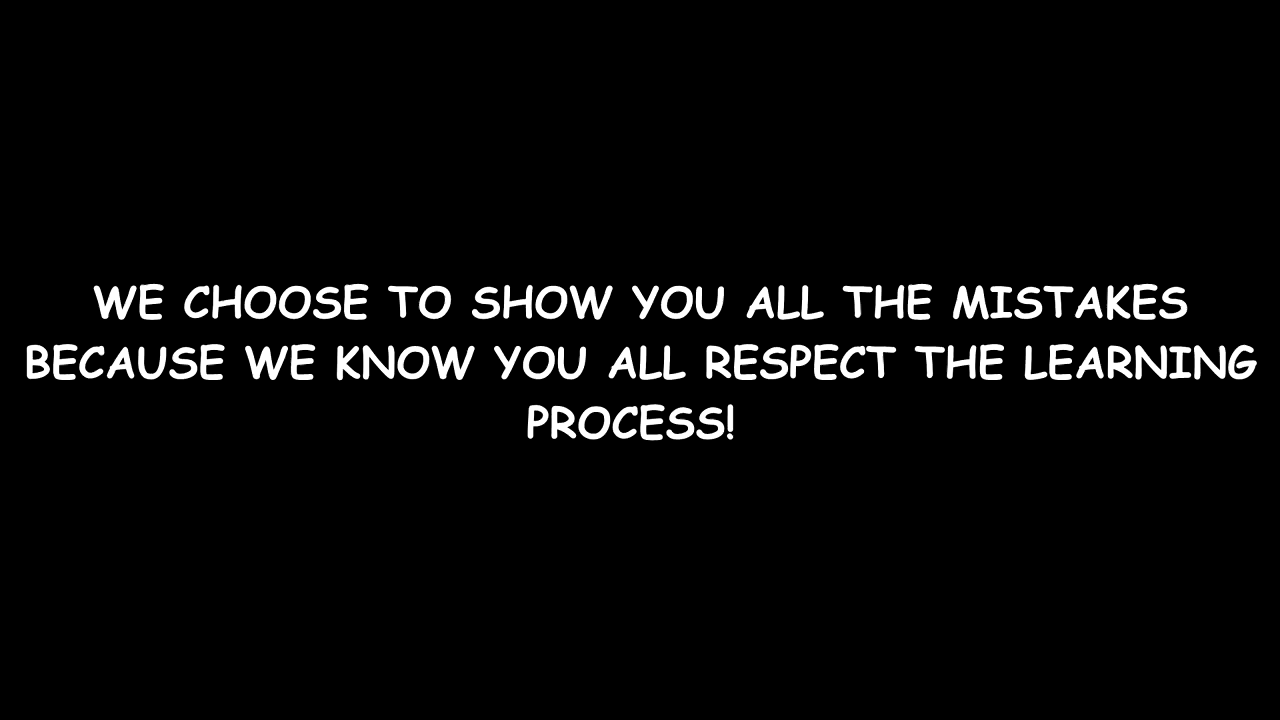 WE CHOOSE TO SHOW YOU ALL THE MISTAKES
BECAUSE WE KNOW YOU ALL RESPECT THE LEARNING
PROCESS!